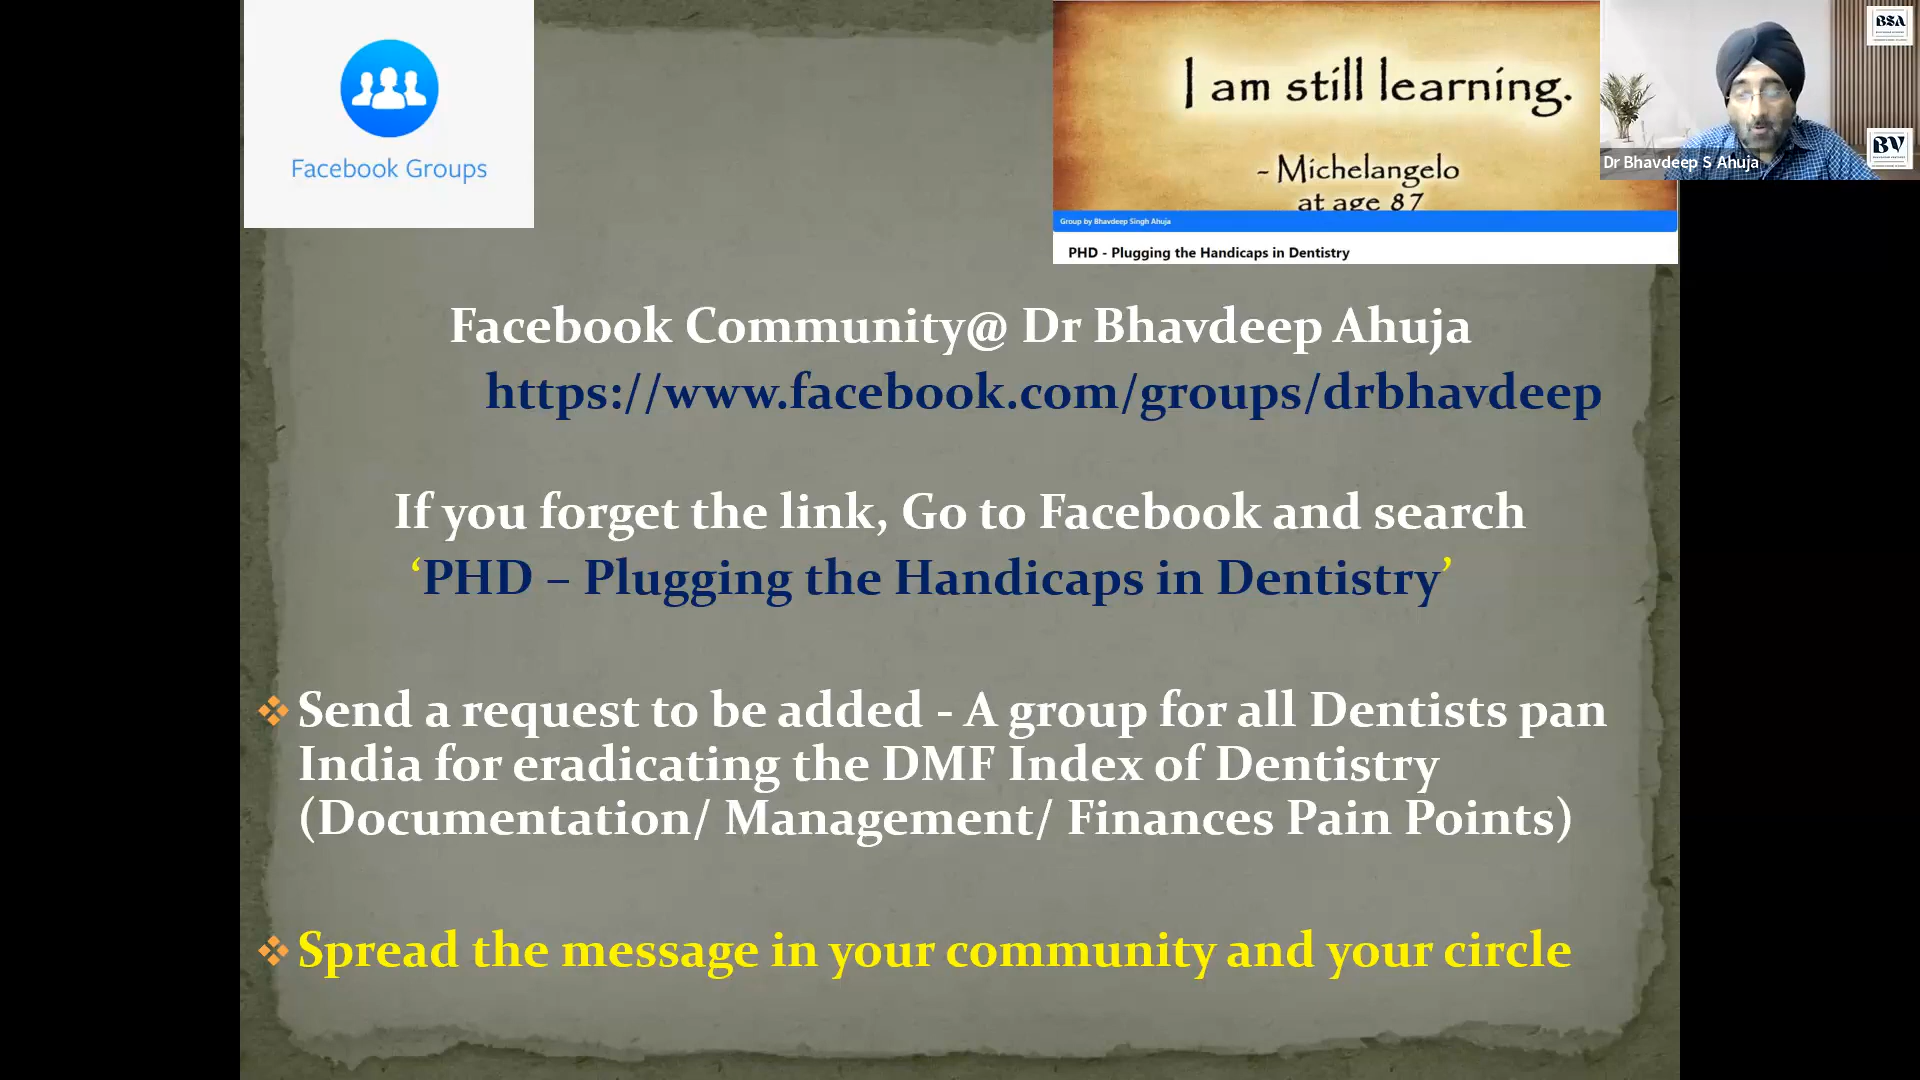 Facebook Groups
I am still learning.
- Michelangelo
at age 87
Group by Bhavdeep Singh Ahuja
PHD - Plugging the Handicaps in Dentistry
BSA
Dr Bhavdeep S Ahuja
BV
Facebook Community@ Dr Bhavdeep Ahuja
https://www.facebook.com/groups/drbhavdeep
If you forget the link, Go to Facebook and search
‘PHD – Plugging the Handicaps in Dentistry’
Send a request to be added - A group for all Dentists pan
India for eradicating the DMF Index of Dentistry
(Documentation/ Management/ Finances Pain Points)
Spread the message in your community and your circle